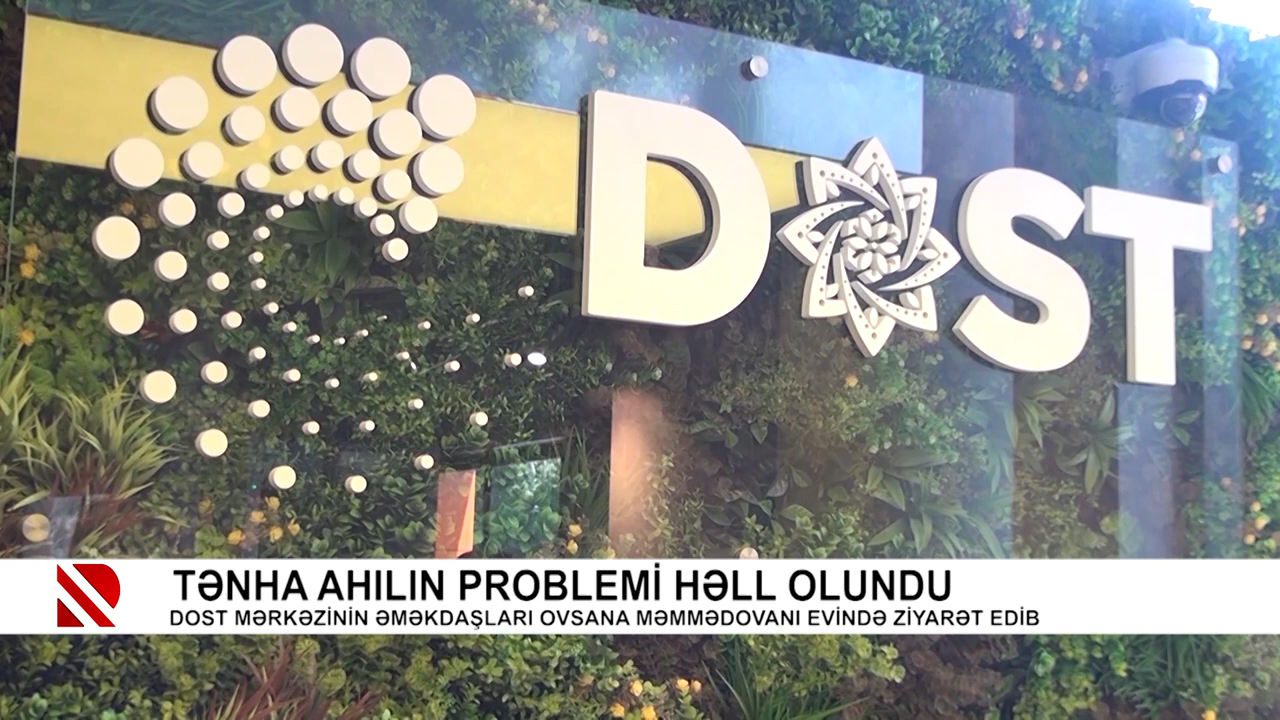 DOST
TƏNHA AHILIN PROBLEMİ HƏLL OLUNDU
DOST MƏRKƏZİNİN ƏMƏKDAŞLARI OVSANA MƏMMƏDOVANI EVİNDƏ ZİYARƏT EDİB